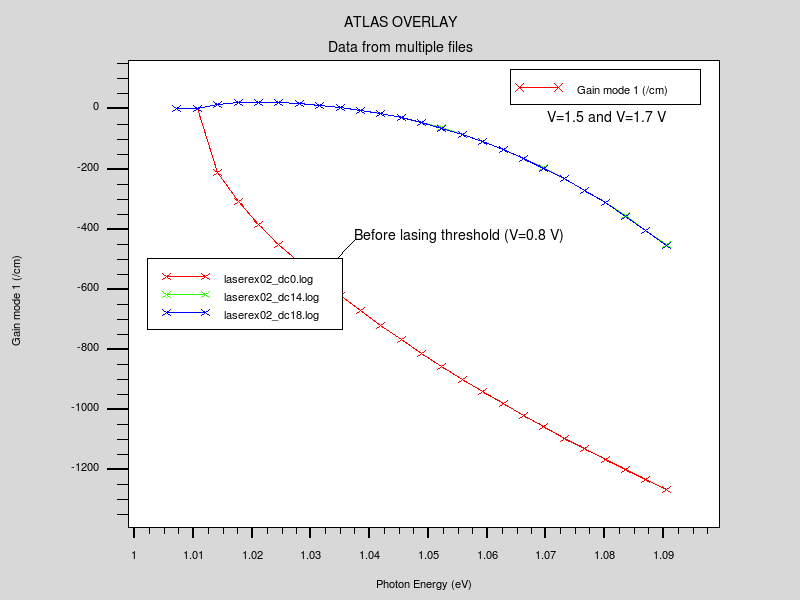 ATLAS OVERLAY
Data from multiple files
Gain mode 1 (/cm)
V=1.5 and V=1.7 V
Before lasing threshold (V=0.8 V)
laserex02_dc0.log
laserex02_dc14.log
laserex02_dc18.log
Gain mode 1 (/cm)
0
-200
-400
-600
-800
-1000
-1200
1 1.01 1.02 1.03 1.04 1.05 1.06 1.07 1.08 1.09
Photon Energy (eV)